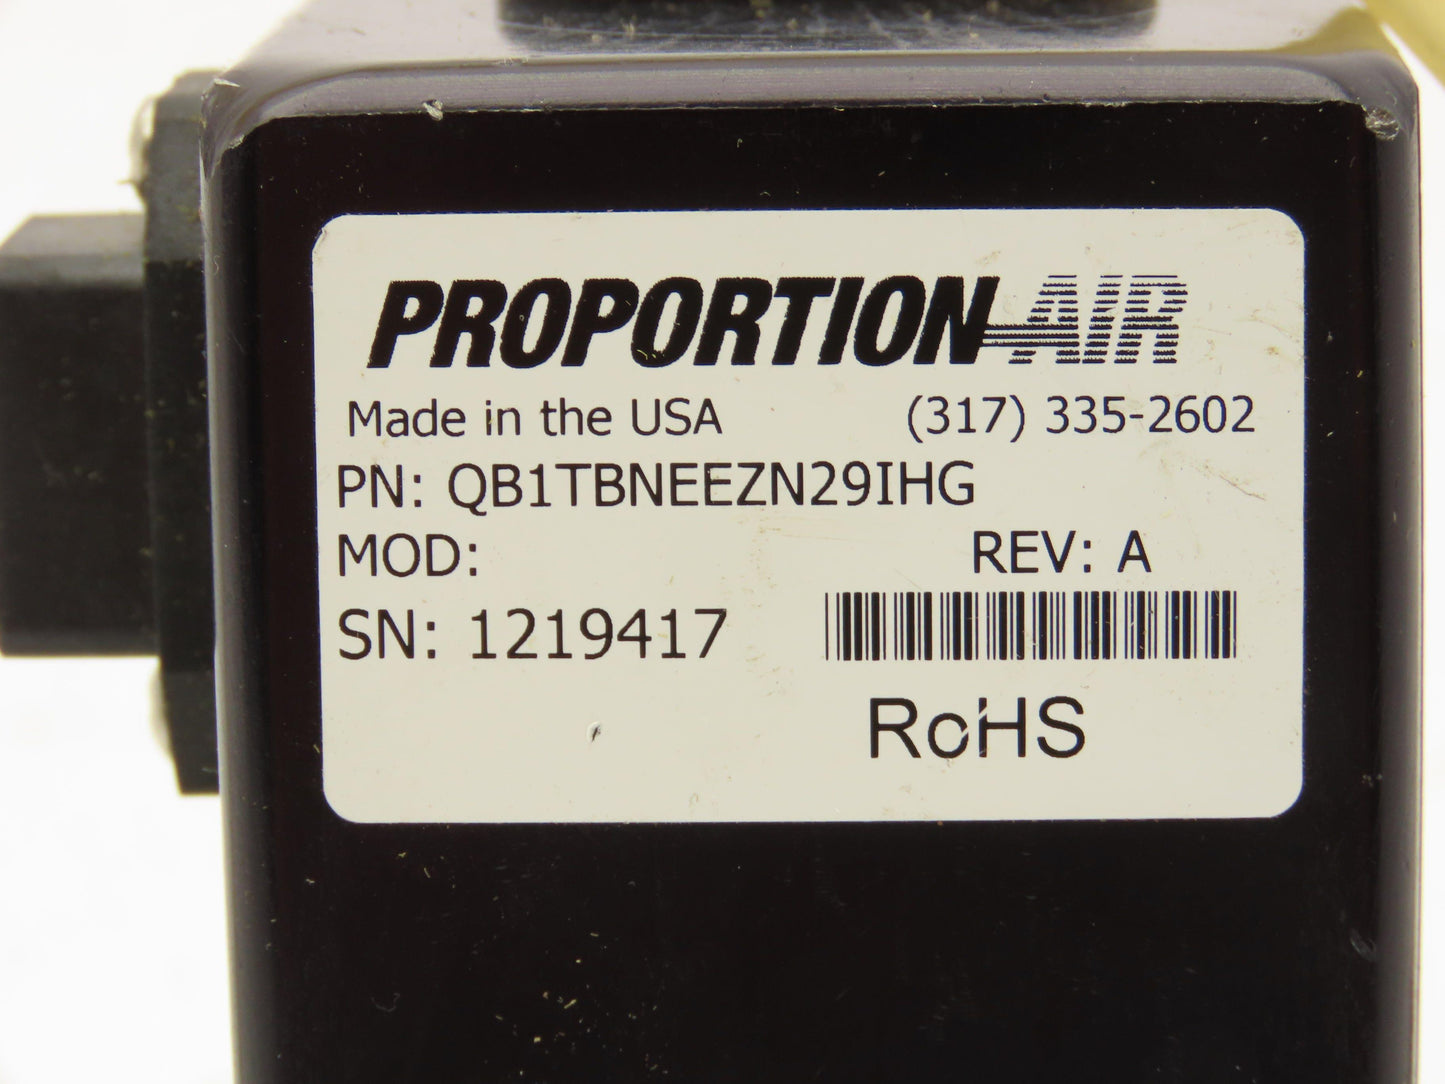 PROPORTION-AIR
Made in the USA (317) 335-2602
PN: QB1TBNEEZN29IHG
MOD: REV: A
SN: 1219417
RoHS